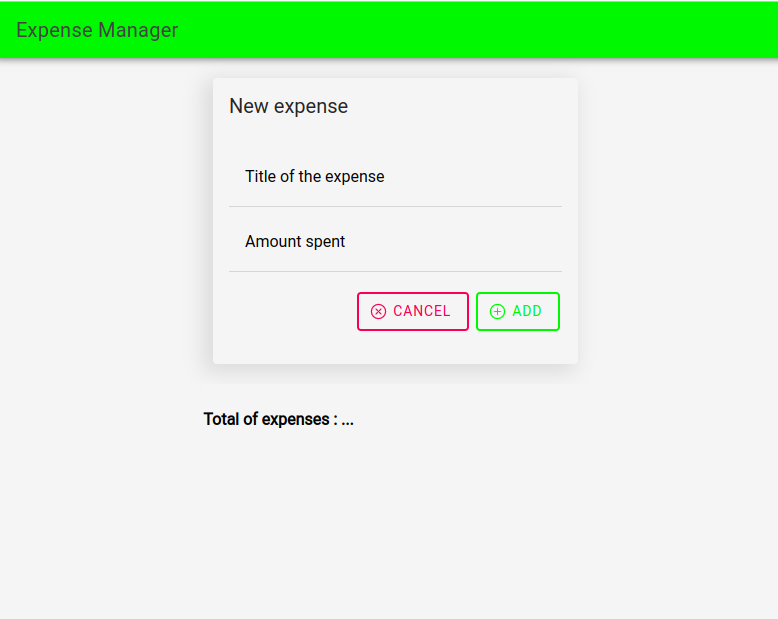 Expense Manager
New expense
Title of the expense
Amount spent
CANCEL
ADD
Total of expenses : ...